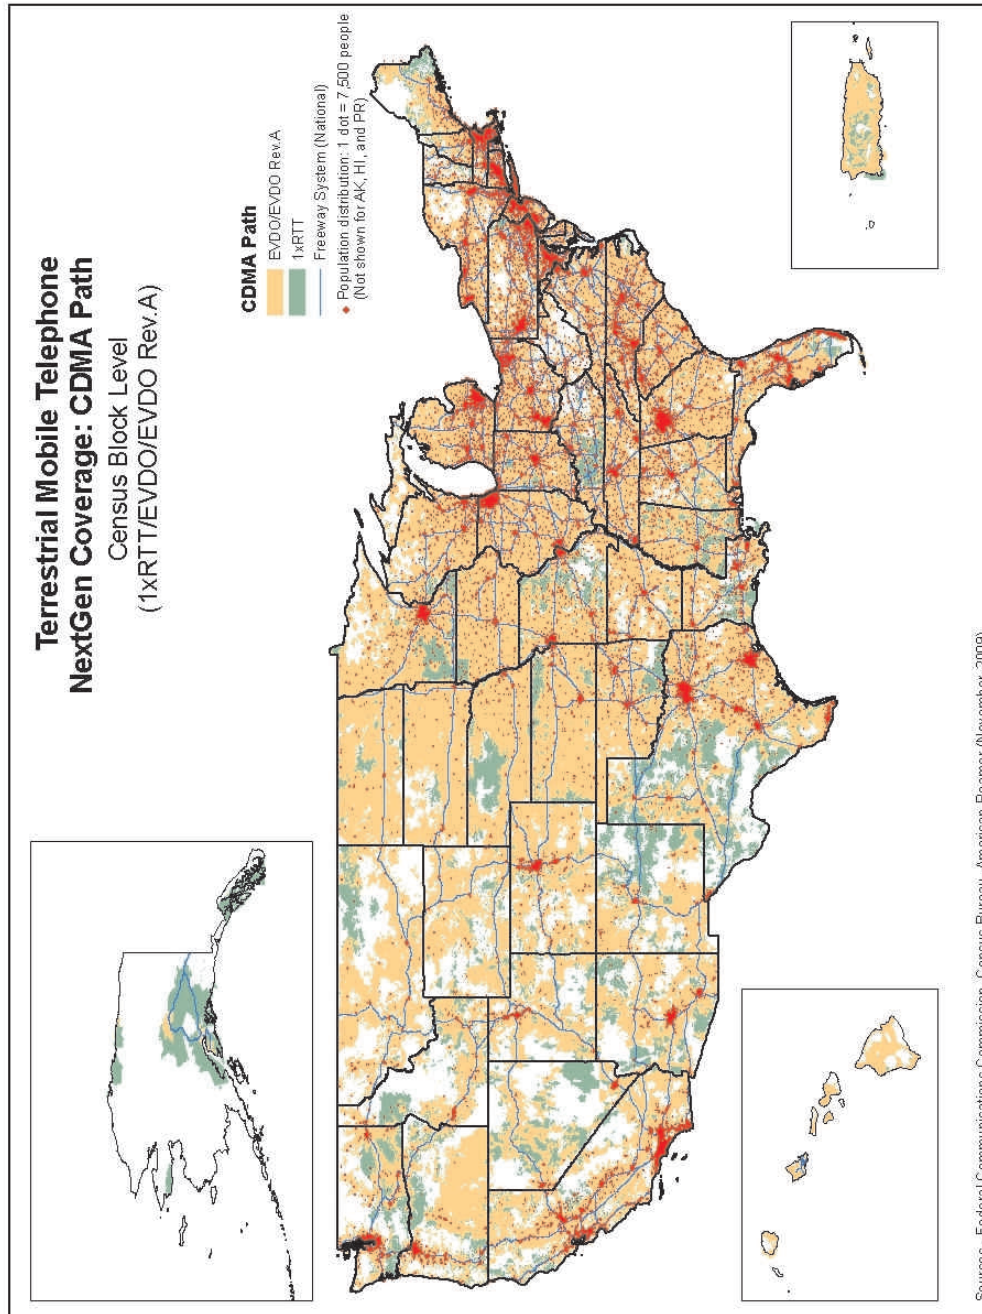 Terrestrial Mobile Telephone
NextGen Coverage: CDMA Path
Census Block Level
(1xRTT/EVDO/EVDO Rev.A)
CDMA Path
EVDO/EVDO Rev.A
1xRTT
Freeway System (National)
Population distribution: 1 dot = 7,500 people
(Not shown for AK, HI, and PR)
Sources: Federal Communications Commission, Census Bureau, American Roamer (November, 2009)